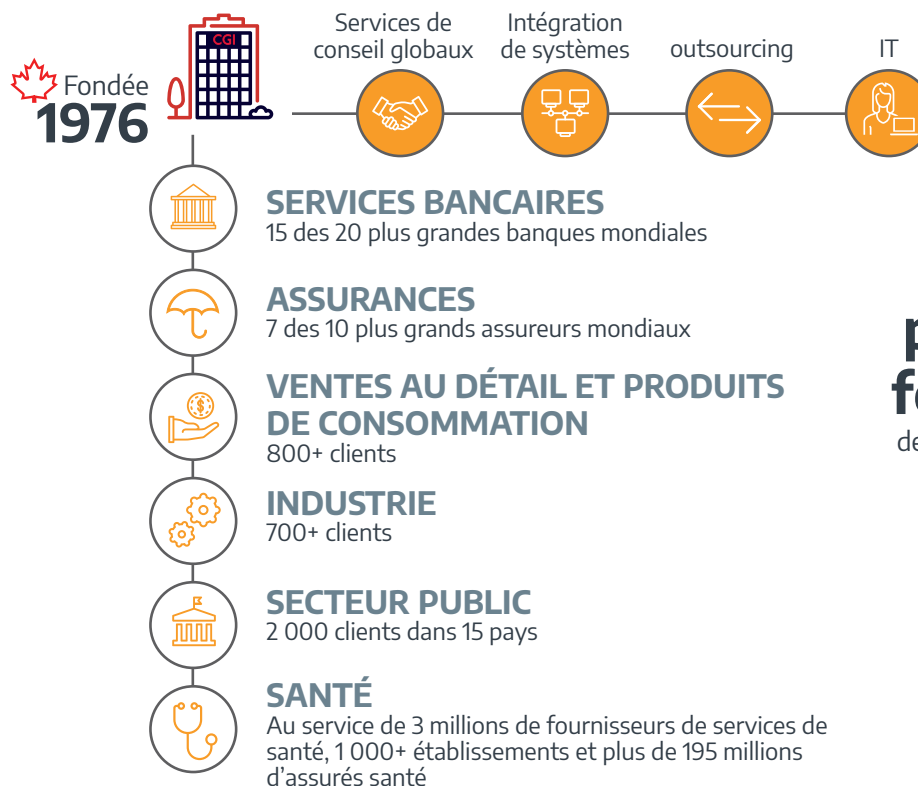 Fondée
1976
CGI
Services de
conseil globaux
Intégration
de systèmes
outsourcing
IT
SERVICES BANCAIRES
15 des 20 plus grandes banques mondiales
ASSURANCES
7 des 10 plus grands assureurs mondiaux
VENTES AU DÉTAIL ET PRODUITS
DE CONSOMMATION
800+ clients
INDUSTRIE
700+ clients
SECTEUR PUBLIC
2 000 clients dans 15 pays
SANTÉ
Au service de 3 millions de fournisseurs de services de
santé, 1 000+ établissements et plus de 195 millions
d’assurés santé